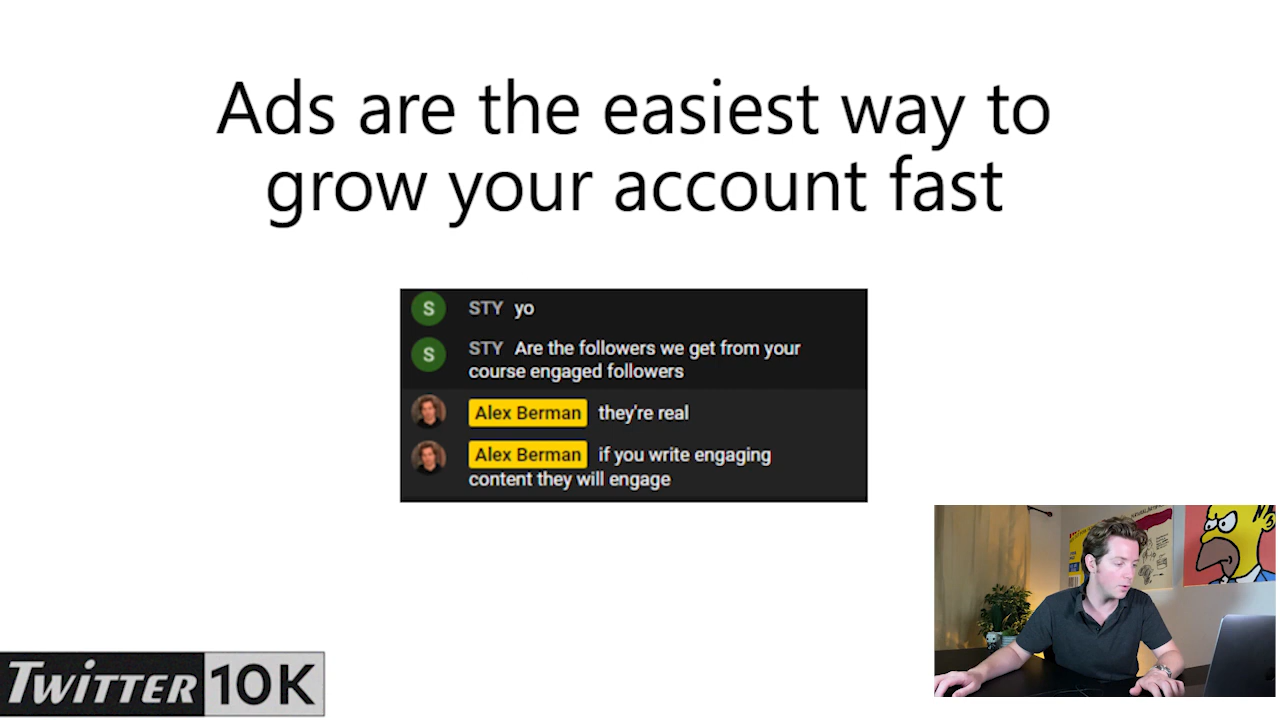 Ads are the easiest way to
grow your account fast
S STY yo
S STY Are the followers we get from your
course engaged followers
Alex Berman they're real
Alex Berman if you write engaging
content they will engage
TWITTER 10K